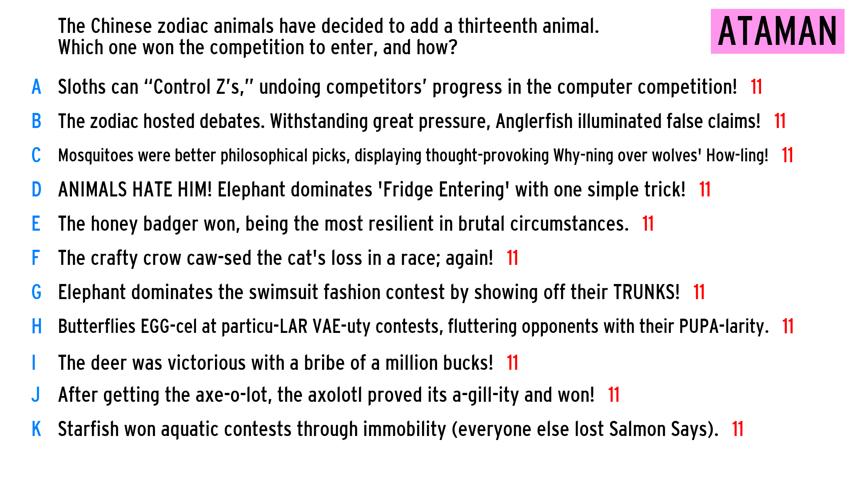 The Chinese zodiac animals have decided to add a thirteenth animal.
Which one won the competition to enter, and how?
ATAMAN
A Sloths can “Control Z’s,” undoing competitors’ progress in the computer competition! 11
B The zodiac hosted debates. Withstanding great pressure, Anglerfish illuminated false claims! 11
C Mosquitoes were better philosophical picks, displaying thought-provoking Why-ning over wolves' How-ling! 11
D ANIMALS HATE HIM! Elephant dominates 'Fridge Entering' with one simple trick! 11
E The honey badger won, being the most resilient in brutal circumstances. 11
F The crafty crow caw-sed the cat's loss in a race; again! 11
G Elephant dominates the swimsuit fashion contest by showing off their TRUNKS! 11
H Butterflies EGG-cel at particu-LAR VAE-uty contests, fluttering opponents with their PUPA-larity. 11
I The deer was victorious with a bribe of a million bucks! 11
J After getting the axe-o-lot, the axolotl proved its a-gill-ity and won! 11
K Starfish won aquatic contests through immobility (everyone else lost Salmon Says). 11